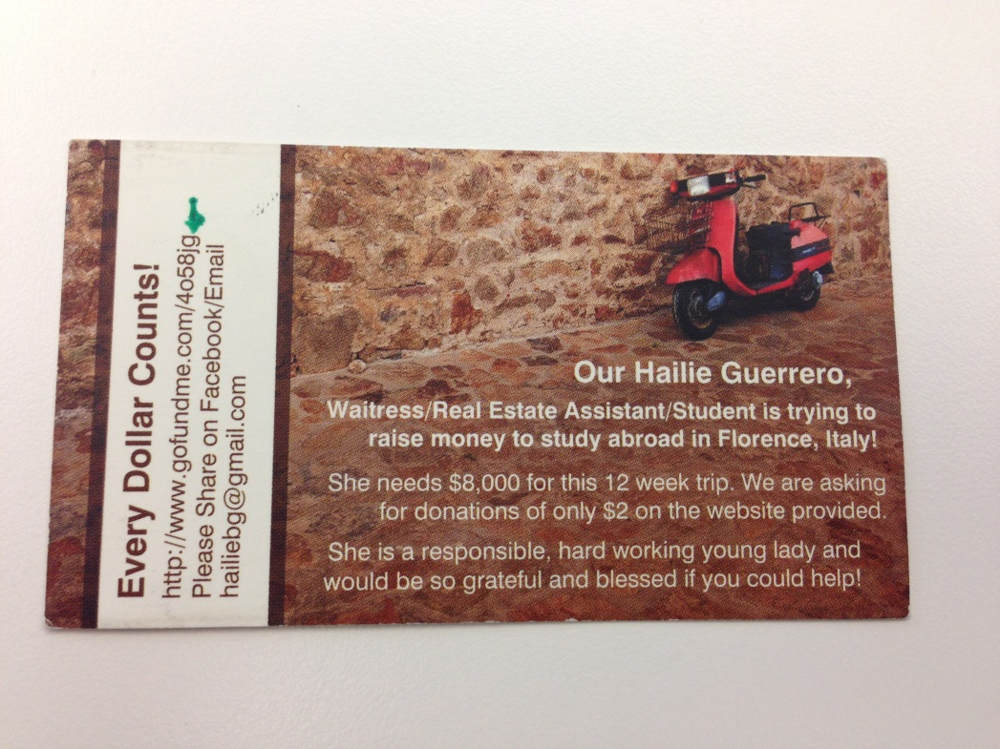 Every Dollar Counts!
http://www.gofundme.com/4o58jg
Please Share on Facebook/Email
hailiebg@gmail.com
Our Hailie Guerrero,
Waitress/Real Estate Assistant/Student is trying to
raise money to study abroad in Florence, Italy!
She needs $8,000 for this 12 week trip. We are asking
for donations of only $2 on the website provided.
She is a responsible, hard working young lady and
would be so grateful and blessed if you could help!